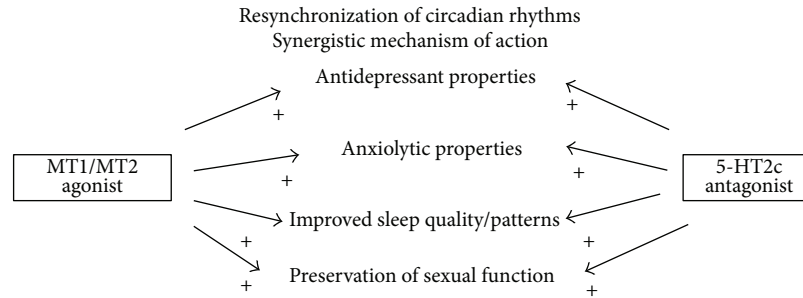 Resynchronization of circadian rhythms
Synergistic mechanism of action
Antidepressant properties
+
+
Anxiolytic properties
MT1/MT2
agonist
5-HT2c
antagonist
+
+
Improved sleep quality/patterns
+
+
Preservation of sexual function
+
+